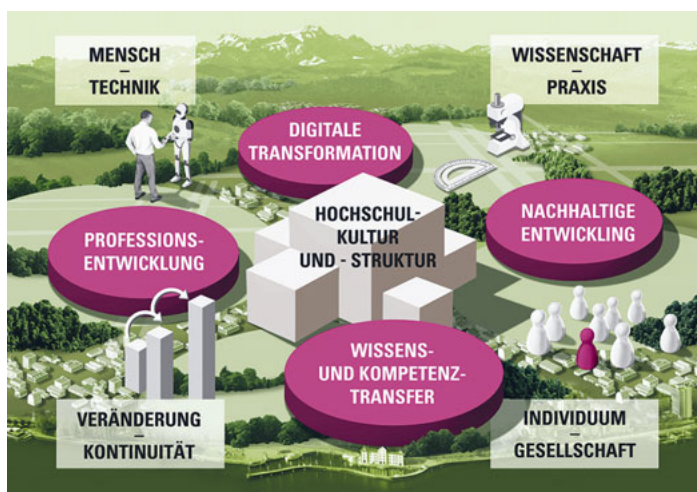 MENSCH
–
TECHNIK
WISSENSCHAFT
–
PRAXIS
DIGITALE
TRANSFORMATION
HOCHSCHUL-
KULTUR
UND - STRUKTUR
PROFESSIONS-
ENTWICKLUNG
NACHHALTIGE
ENTWICKLING
WISSENS-
UND KOMPETENZ-
TRANSFER
VERÄNDERUNG
–
KONTINUITÄT
INDIVIDUUM
–
GESELLSCHAFT